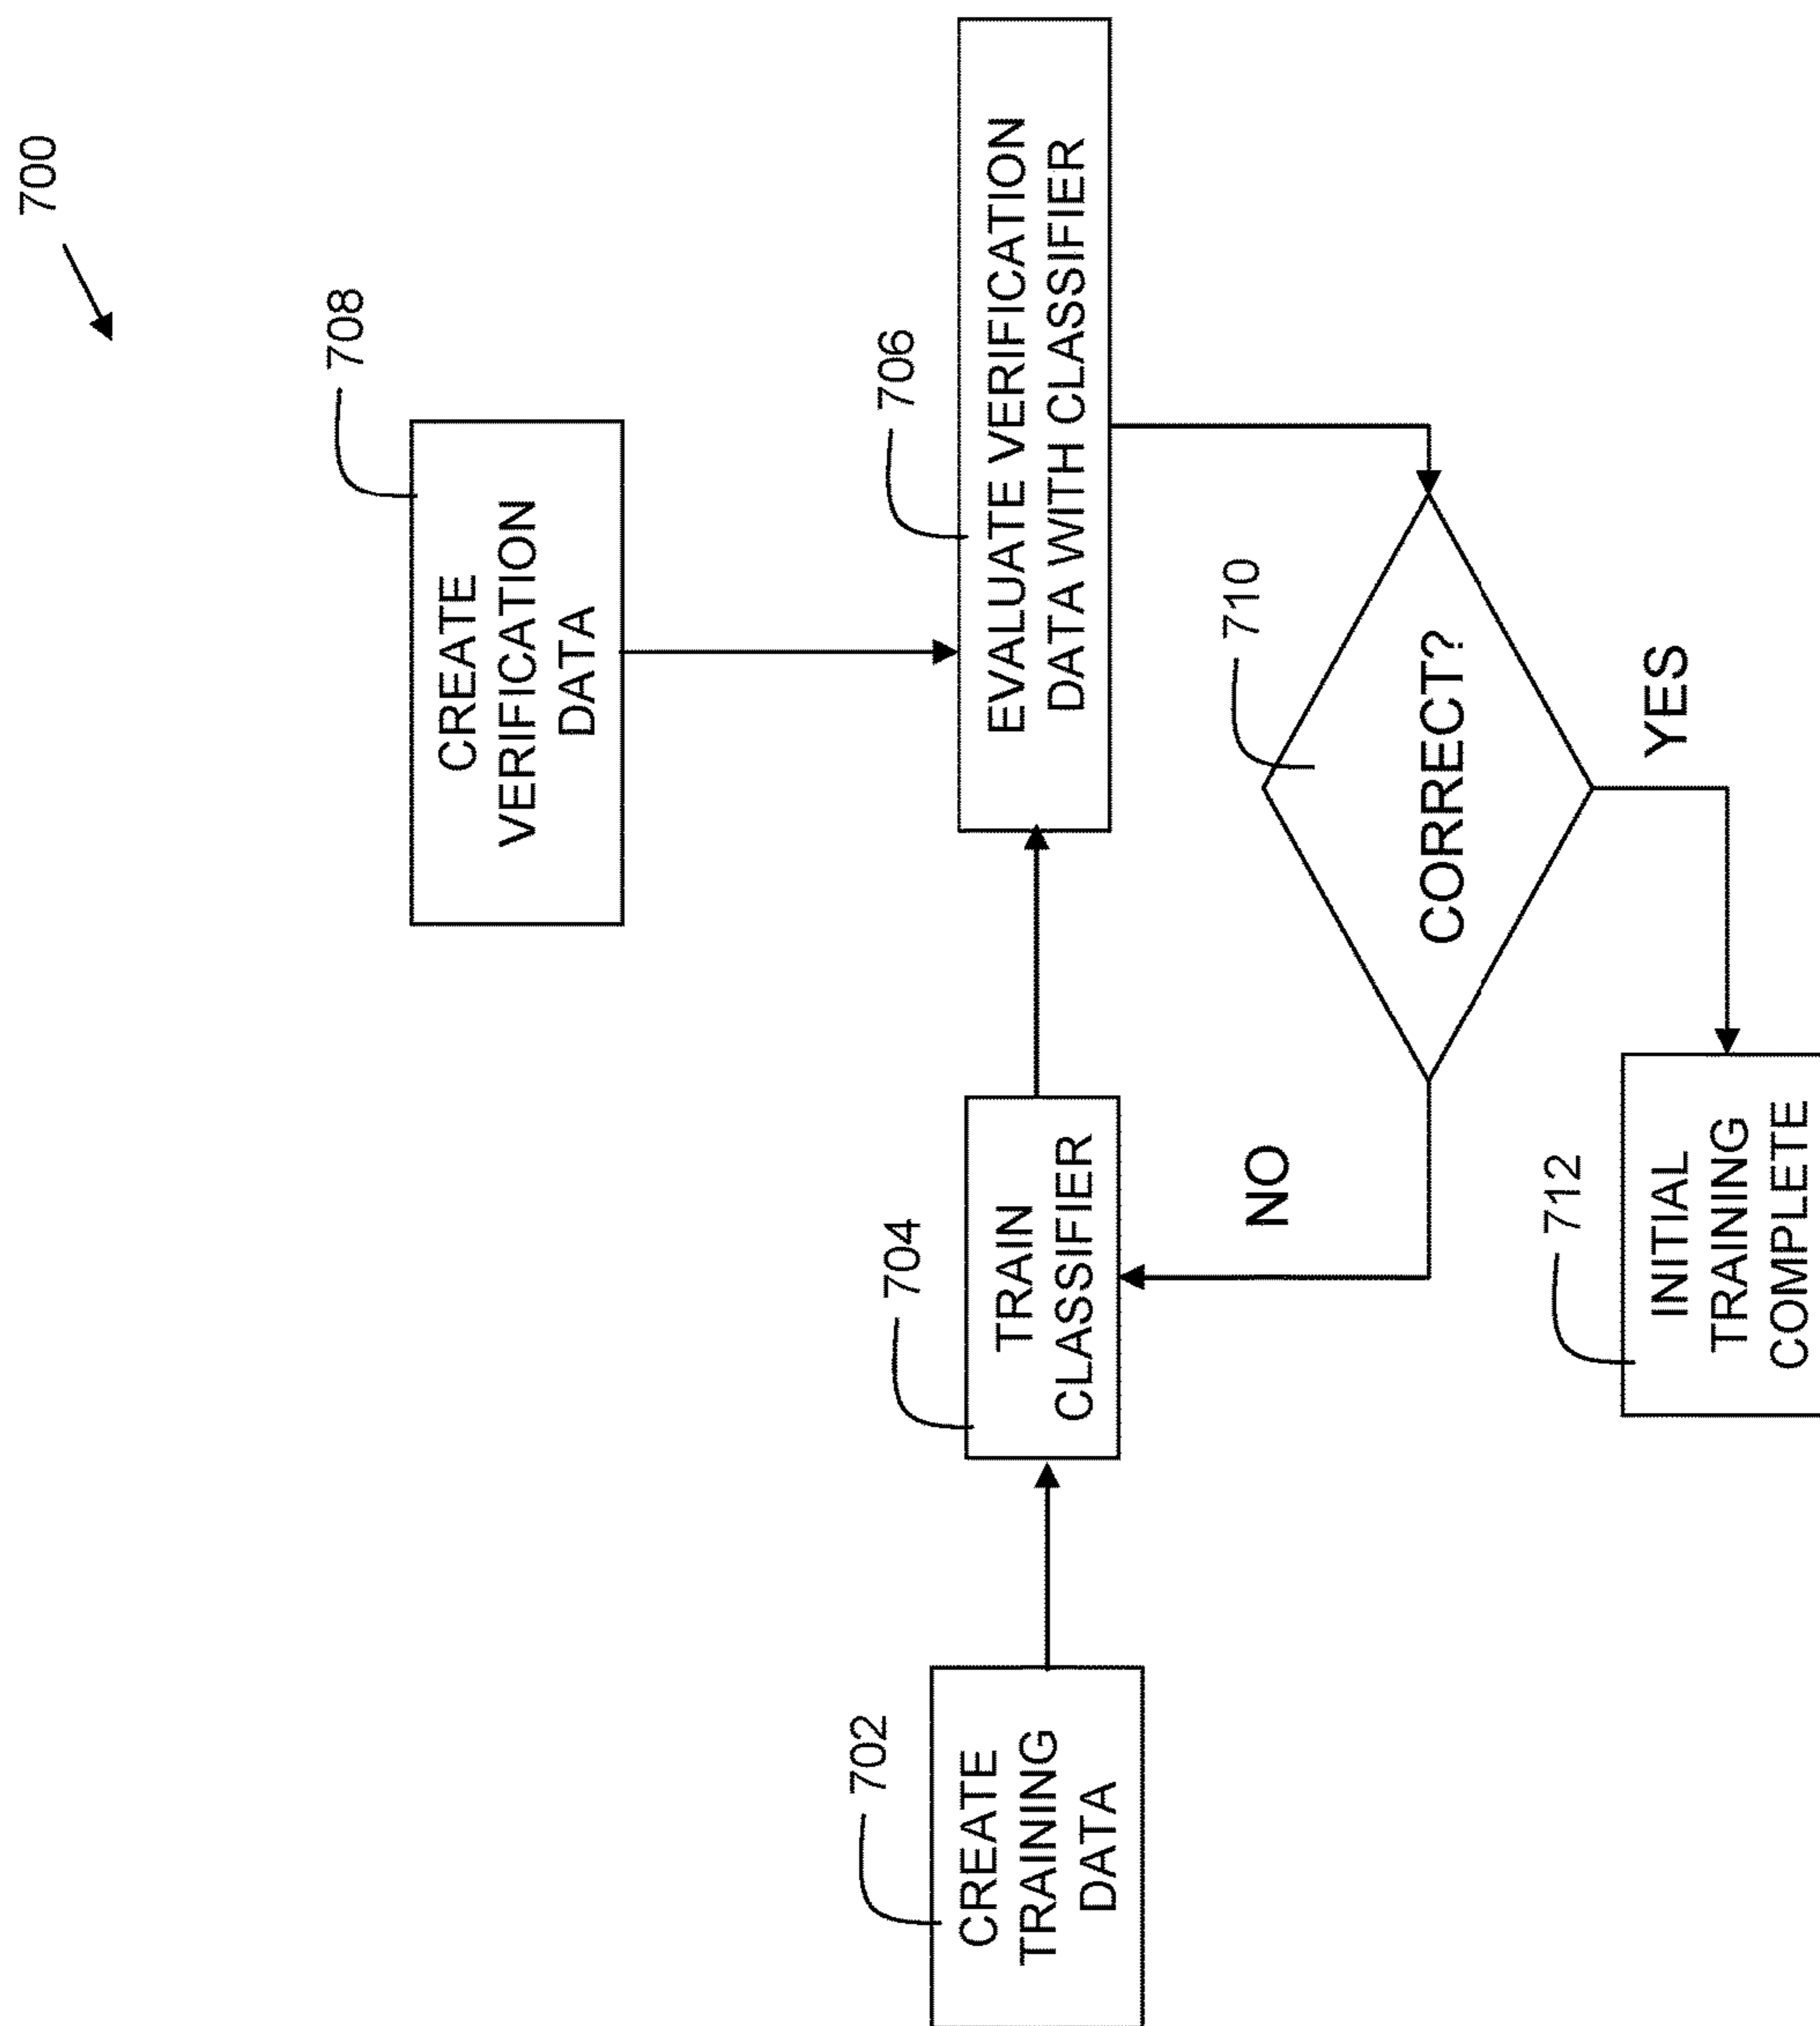 700
708
CREATE
VERIFICATION
DATA
706
EVALUATE VERIFICATION
DATA WITH CLASSIFIER
704
TRAIN
CLASSIFIER
702
CREATE
TRAINING
DATA
710
CORRECT?
NO
YES
712
INITIAL
TRAINING
COMPLETE